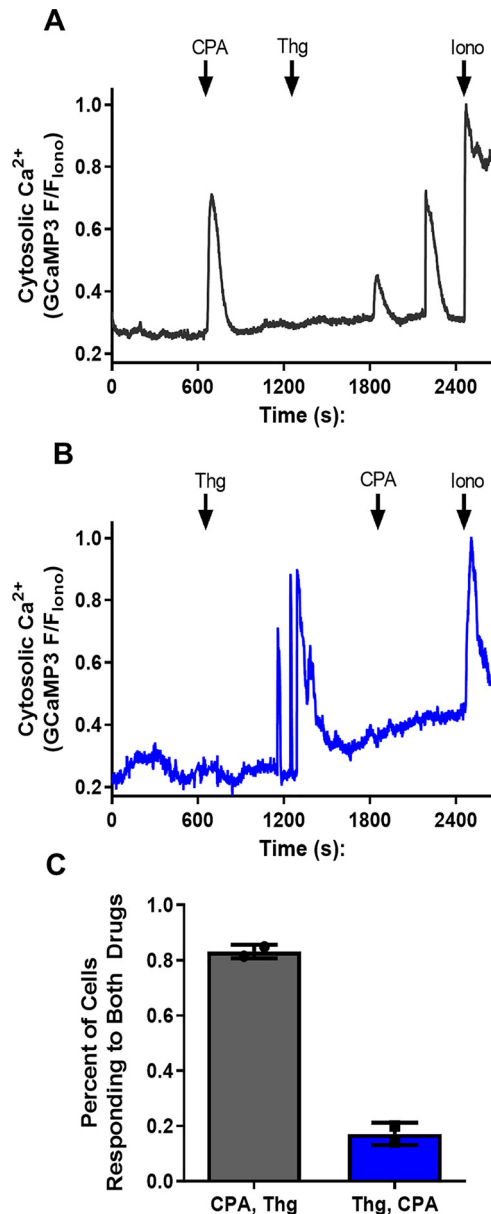 A
CPA Thg Iono
Cytosolic Ca2+
(GCaMP3 F/FIono)
1.0
0.8
0.6
0.4
0.2
0 600 1200 1800 2400
Time (s):
B
Thg CPA Iono
Cytosolic Ca2+
(GCaMP3 F/FIono)
1.0
0.8
0.6
0.4
0.2
0 600 1200 1800 2400
Time (s):
C
Percent of Cells
Responding to Both Drugs
1.0
0.8
0.6
0.4
0.2
0.0
CPA, Thg Thg, CPA